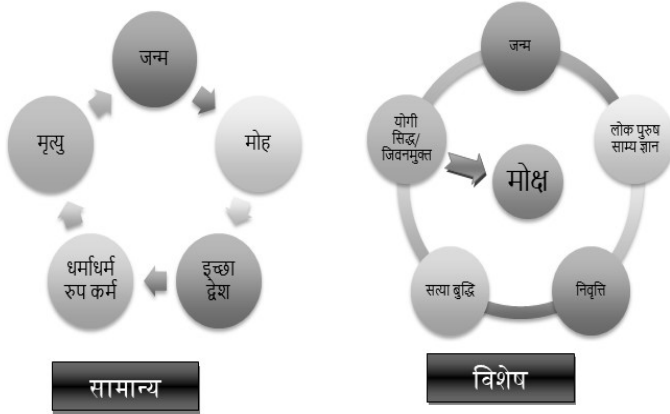 जन्म
मोह
इच्छा
द्वेश
धर्माधर्म
रुप कर्म
मृत्यु
सामान्य
जन्म
लोक पुरुष
साम्य ज्ञान
निवृत्ति
सत्या बुद्धि
योगी
सिद्ध/
जिवनमुक्त
मोक्ष
विशेष